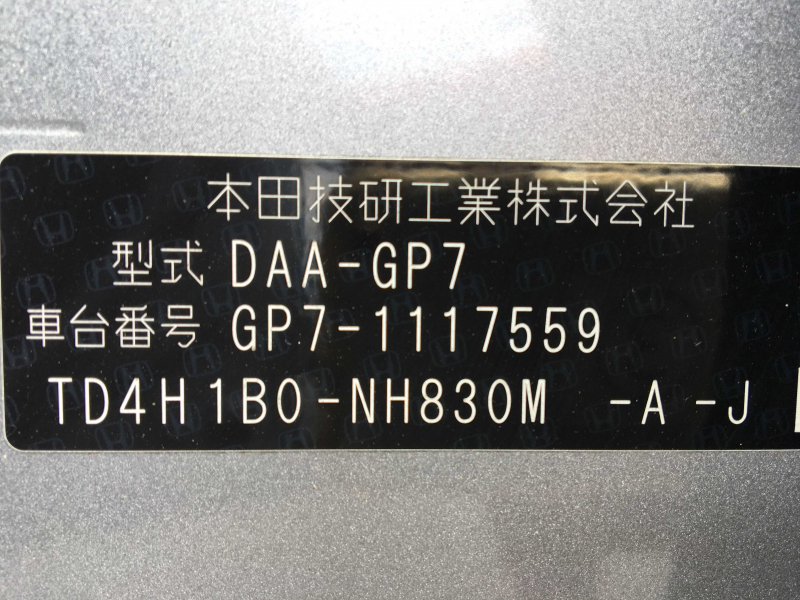 本田技研工業株式会社
型式 DAA-GP7
車台番号 GP7-1117559
TD4H1B0-NH830M -A -J